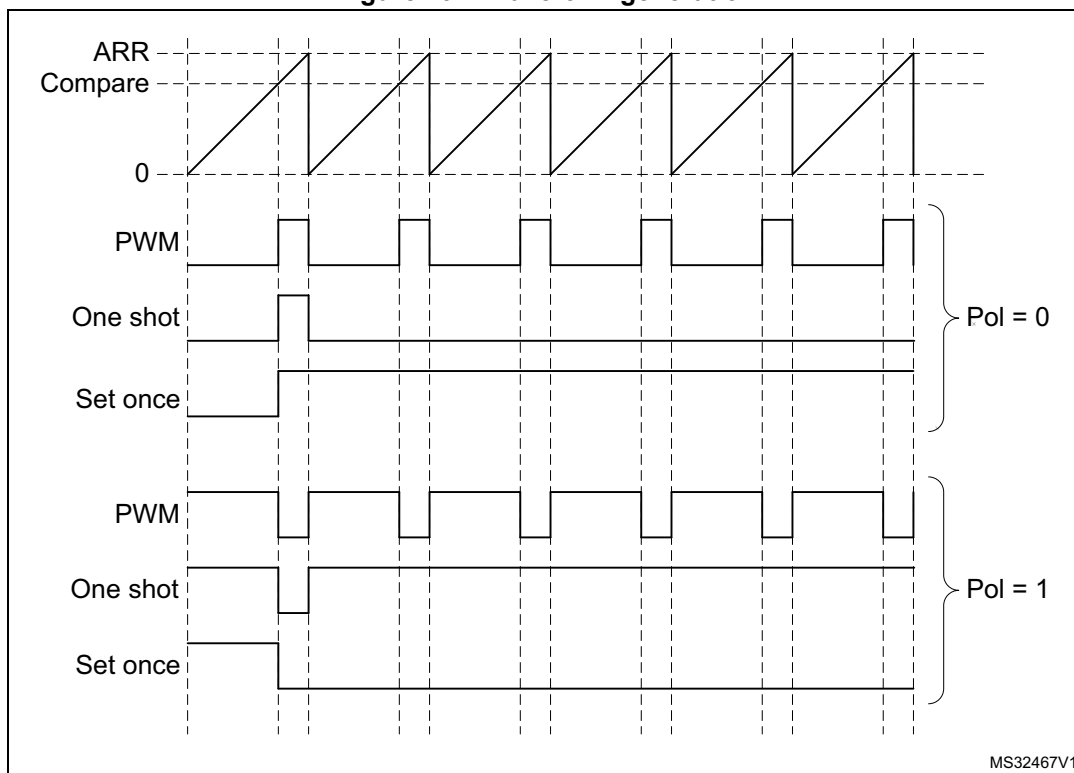 ARR
Compare
0
PWM
One shot
Pol = 0
Set once
PWM
One shot
Pol = 1
Set once
MS32467V1